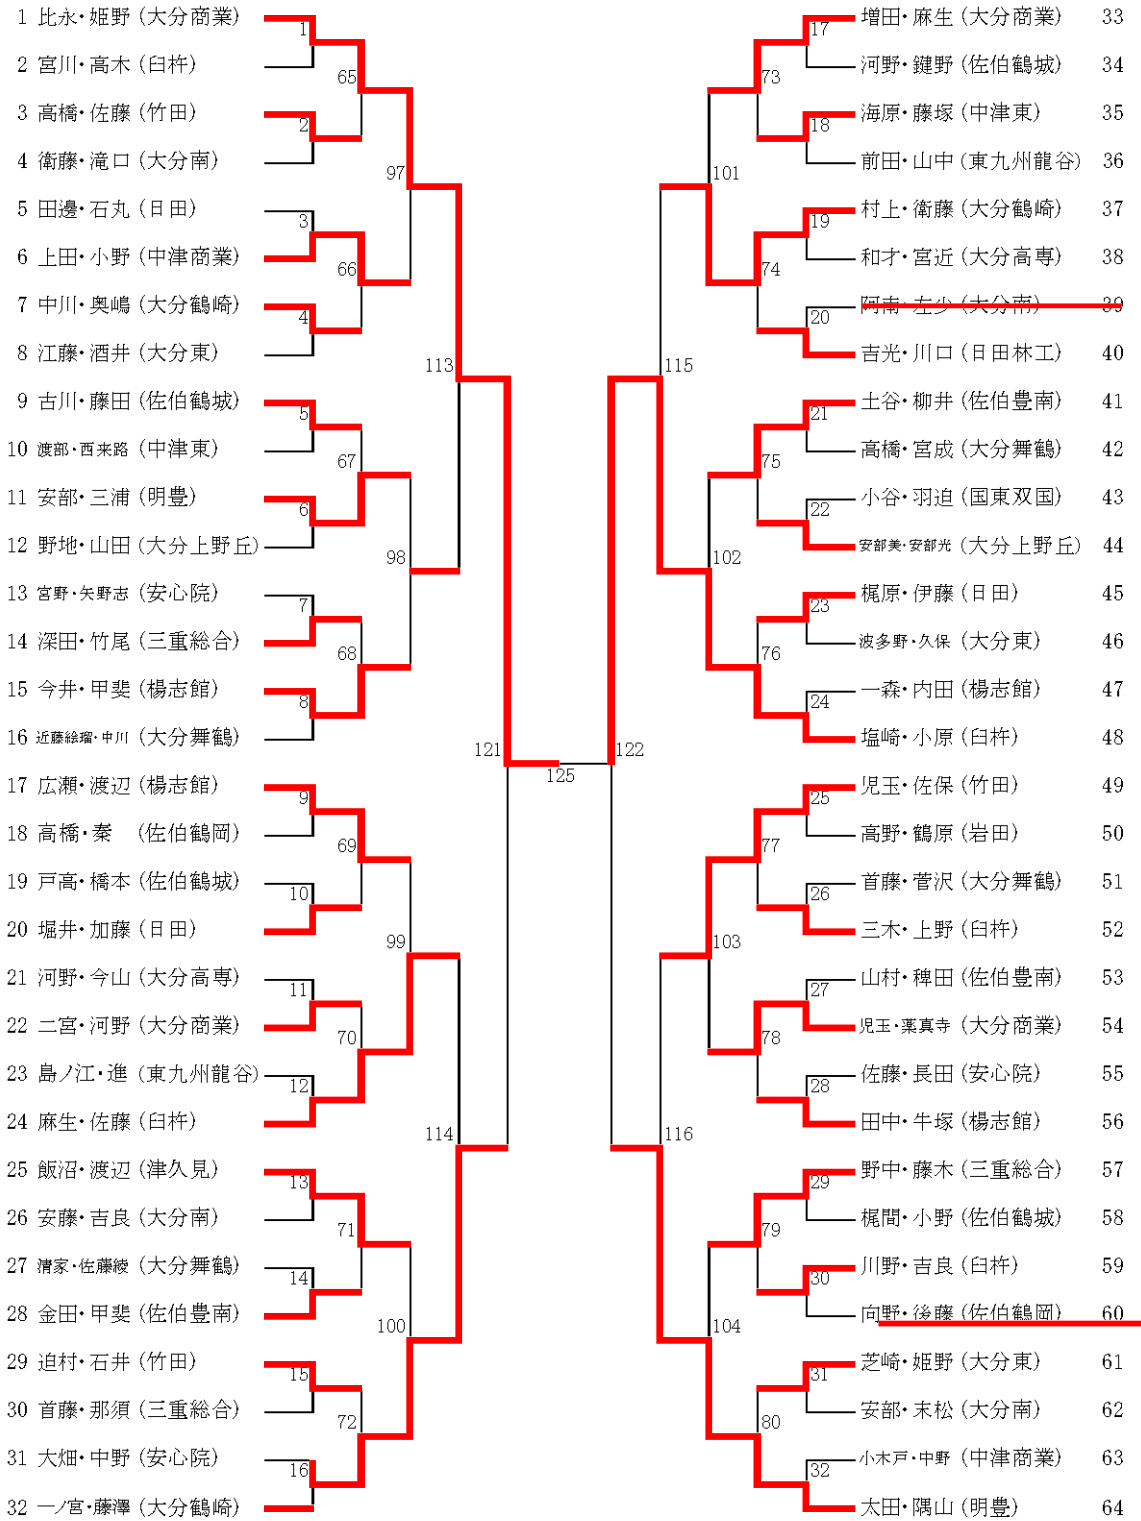 1 比永・姫野 (大分商業)
2 宮川・高木 (臼杵)
3 高橋・佐藤 (竹田)
4 衛藤・滝口 (大分南)
5 田邊・石丸 (日田)
6 上田・小野 (中津商業)
7 中川・奥嶋 (大分鶴崎)
8 江藤・酒井 (大分東)
9 古川・藤田 (佐伯鶴城)
10 渡部・西来路 (中津東)
11 安部・三浦 (明豊)
12 野地・山田 (大分上野丘)
13 宮野・矢野志 (安心院)
14 深田・竹尾 (三重総合)
15 今井・甲斐 (楊志館)
16 近藤絵瑠・中川 (大分舞鶴)
17 広瀬・渡辺 (楊志館)
18 高橋・秦 (佐伯鶴岡)
19 戸高・橋本 (佐伯鶴城)
20 堀井・加藤 (日田)
21 河野・今山 (大分高専)
22 二宮・河野 (大分商業)
23 島ノ江・進 (東九州龍谷)
24 麻生・佐藤 (臼杵)
25 飯沼・渡辺 (津久見)
26 安藤・吉良 (大分南)
27 清家・佐藤綾 (大分舞鶴)
28 金田・甲斐 (佐伯豊南)
29 迫村・石井 (竹田)
30 首藤・那須 (三重総合)
31 大畑・中野 (安心院)
32 一ノ宮・藤澤 (大分鶴崎)
1
2
3
4
5
6
7
8
9
10
11
12
13
14
15
16
65
66
67
68
69
70
71
72
97
98
99
100
113
114
121
125
122
115
116
101
102
103
104
73
74
75
76
77
78
79
80
17
18
19
20
21
22
23
24
25
26
27
28
29
30
31
32
増田・麻生 (大分商業) 33
河野・鍵野 (佐伯鶴城) 34
海原・藤塚 (中津東) 35
前田・山中 (東九州龍谷) 36
村上・衛藤 (大分鶴崎) 37
和才・宮近 (大分高専) 38
阿南・左少 (大分南) 39
吉光・川口 (日田林工) 40
土谷・柳井 (佐伯豊南) 41
高橋・宮成 (大分舞鶴) 42
小谷・羽迫 (国東双国) 43
安部美・安部光 (大分上野丘) 44
梶原・伊藤 (日田) 45
波多野・久保 (大分東) 46
一森・内田 (楊志館) 47
塩崎・小原 (臼杵) 48
児玉・佐保 (竹田) 49
高野・鶴原 (岩田) 50
首藤・菅沢 (大分舞鶴) 51
三木・上野 (臼杵) 52
山村・稗田 (佐伯豊南) 53
児玉・薬真寺 (大分商業) 54
佐藤・長田 (安心院) 55
田中・牛塚 (楊志館) 56
野中・藤木 (三重総合) 57
梶間・小野 (佐伯鶴城) 58
川野・吉良 (臼杵) 59
向野・後藤 (佐伯鶴岡) 60
芝崎・姫野 (大分東) 61
安部・末松 (大分南) 62
小木戸・中野 (中津商業) 63
太田・隅山 (明豊) 64